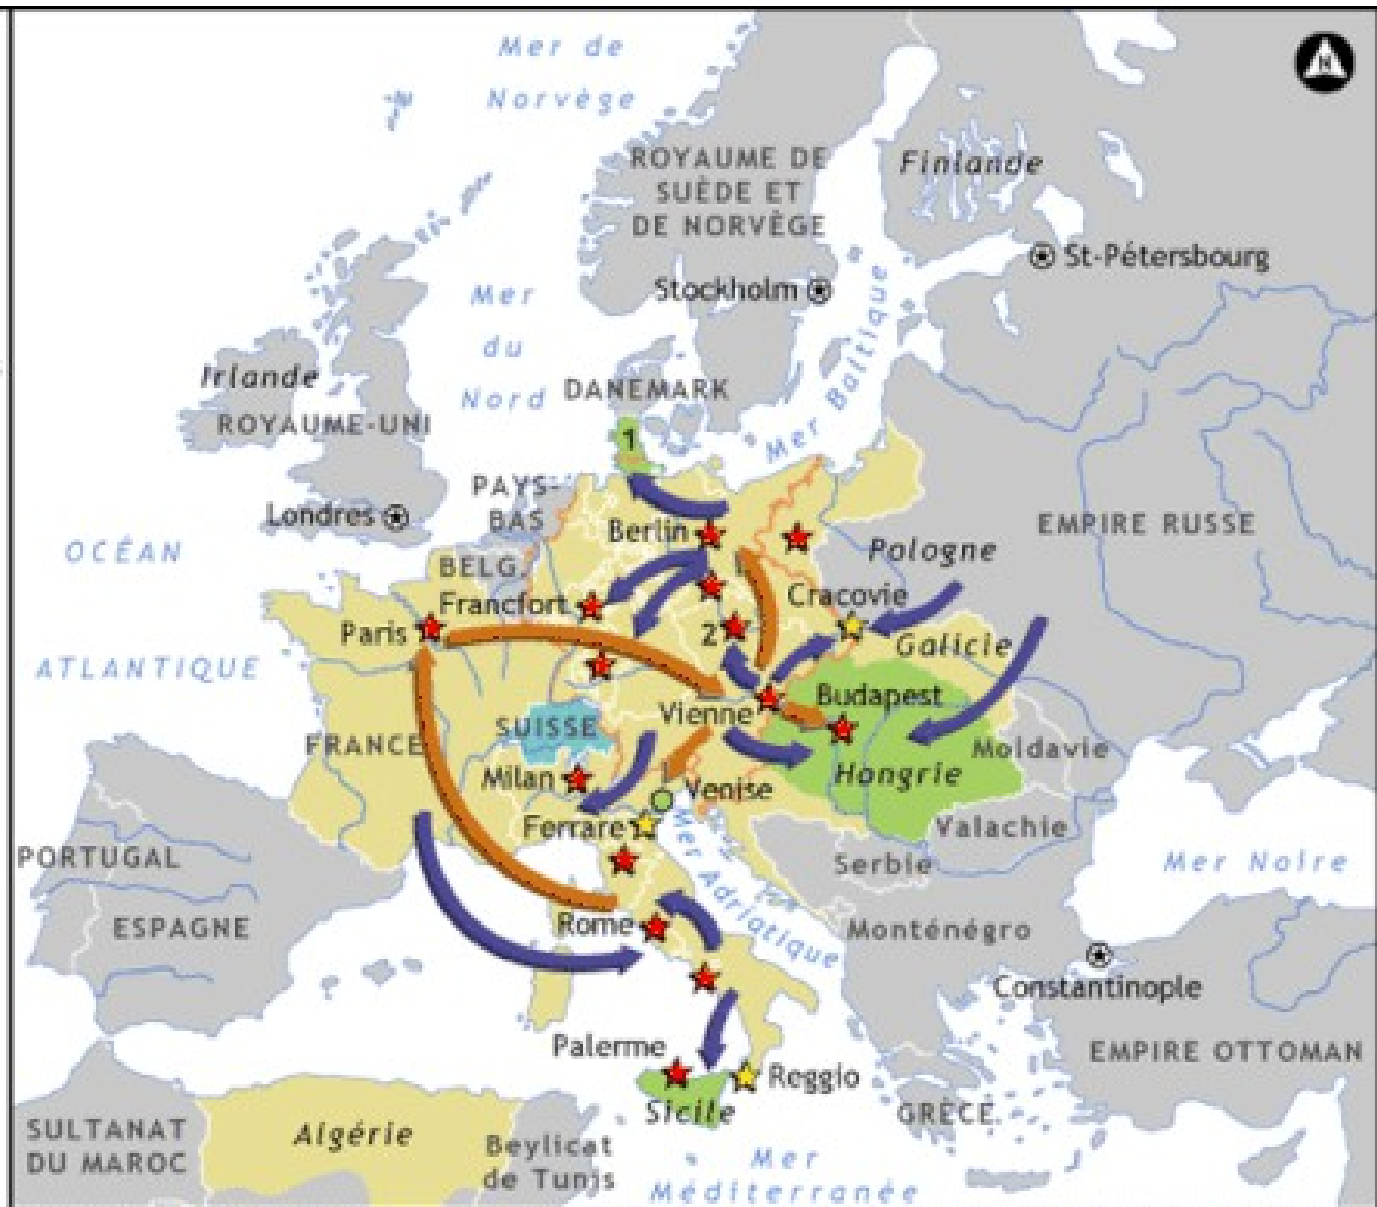 Mer de
Norvège
N
ROYAUME DE
SUÈDE ET
DE NORVÈGE
Finlande
St-Pétersbourg
Stockholm
Mer
du
Nord
Mer Baltique
Irlande
ROYAUME-UNI
DANEMARK
1
PAYS-
BAS
Londres
Berlin
EMPIRE RUSSE
OCÉAN
ATLANTIQUE
Pologne
BELG.
Francfort
Cracovie
Paris
2
Galicie
Budapest
Vienne
SUISSE
FRANCE
Moldavie
Milan
Venise
Hongrie
Ferrare
Valachie
Mer Adriatique
Serbie
Mer Noire
PORTUGAL
ESPAGNE
Rome
Monténégro
Constantinople
Palerme
Reggio
EMPIRE OTTOMAN
Sicile
GRÈCE
SULTANAT
DU MAROC
Algérie
Beylicat
de Tunis
Mer
Méditerranée